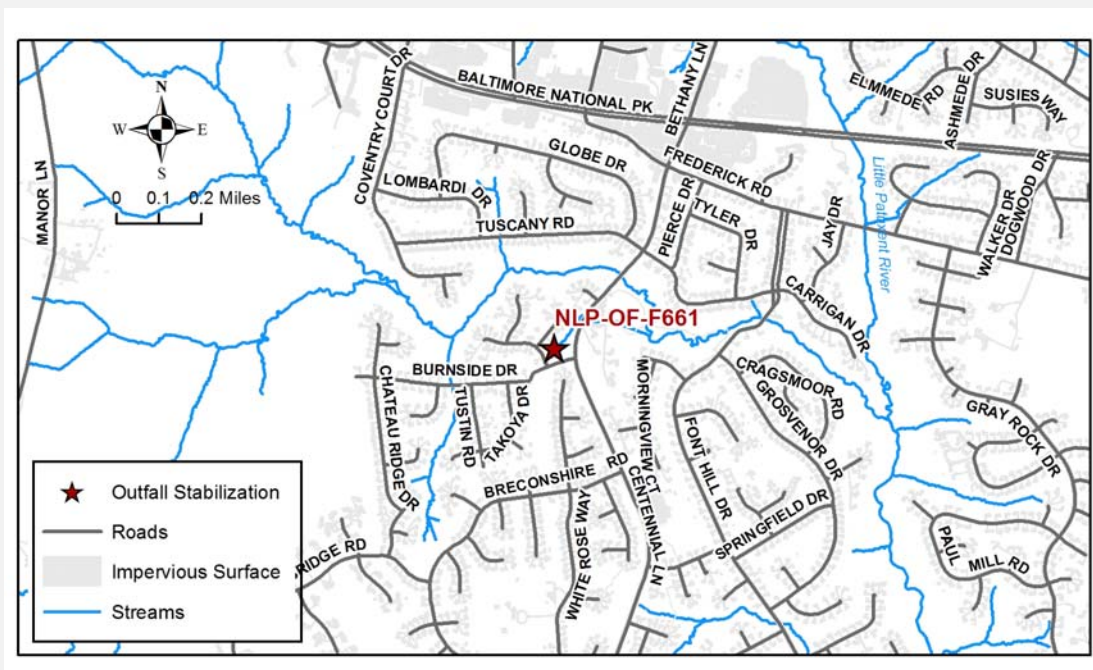 COVENTRY COURT DR
BALTIMORE NATIONAL PK
BETHANY LN
ELMMEDE RD
ASHMEDE DR
SUSIES WAY
N
W
E
S
0 0.1 0.2 Miles
MANOR LN
GLOBE DR
FREDERICK RD
LOMBARDI DR
TUSCANY RD
PIERCE DR
TYLER DR
JAY DR
Little Patuxent River
WALKER DR
DOGWOOD DR
CARRIGAN DR
NLP-OF-F661
BURNSIDE DR
CHATEAU RIDGE DR
TUSTIN RD
TAKOYA DR
MORNINGVIEW CT
CRAGSMOOR RD
GROSVENOR DR
GRAY ROCK DR
FONT HILL DR
BRECONSHIRE RD
CENTENNIAL LN
WHITE ROSE WAY
SPRINGFIELD DR
PAUL MILL RD
RIDGE RD
Outfall Stabilization
Roads
Impervious Surface
Streams